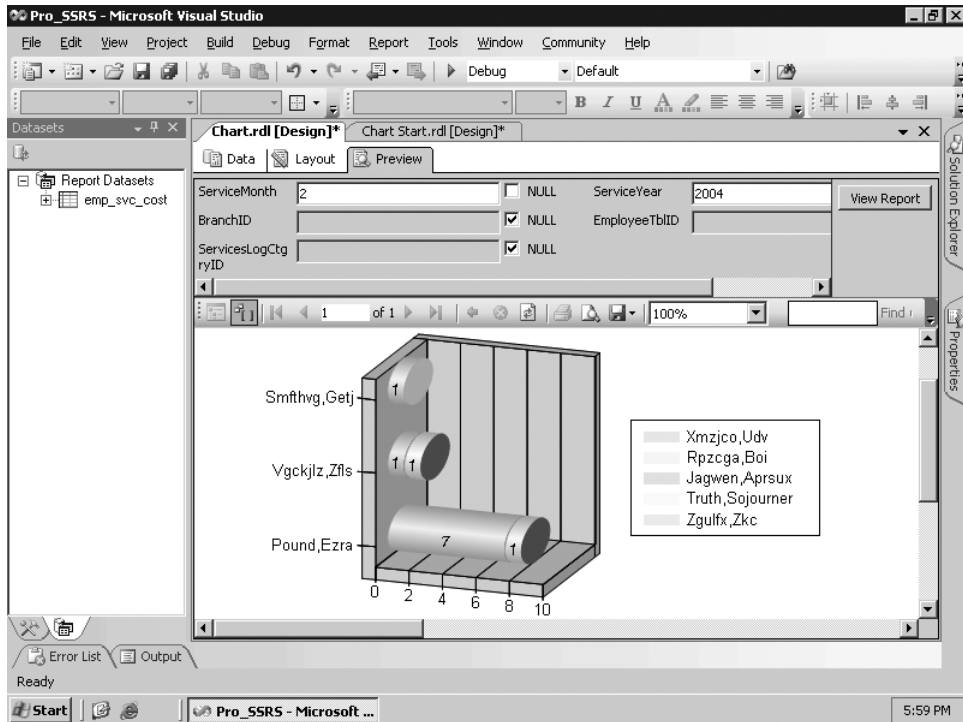 Pro_SSRS - Microsoft Visual Studio
File Edit View Project Build Debug Format Report Tools Window Community Help
Debug Default
B I U A
Datasets
Chart.rdl [Design]* Chart Start.rdl [Design]*
Data Layout Preview
Report Datasets
emp_svc_cost
ServiceMonth 2 NULL ServiceYear 2004 View Report
BranchID NULL EmployeeTblID
ServicesLogCtg
ryID NULL
1 of 1 100% Find
Solution Explorer
Properties
Smfthvg,Getj 1
Vgckjlz,Zfls 1 1
Pound,Ezra 7 1
0 2 4 6 8 10
Xmzjco,Udv
Rpzcga,Boi
Jagwen,Aprsux
Truth,Sojourner
Zgulfx,Zkc
Error List Output
Ready
Start Pro_SSRS - Microsoft ... 5:59 PM